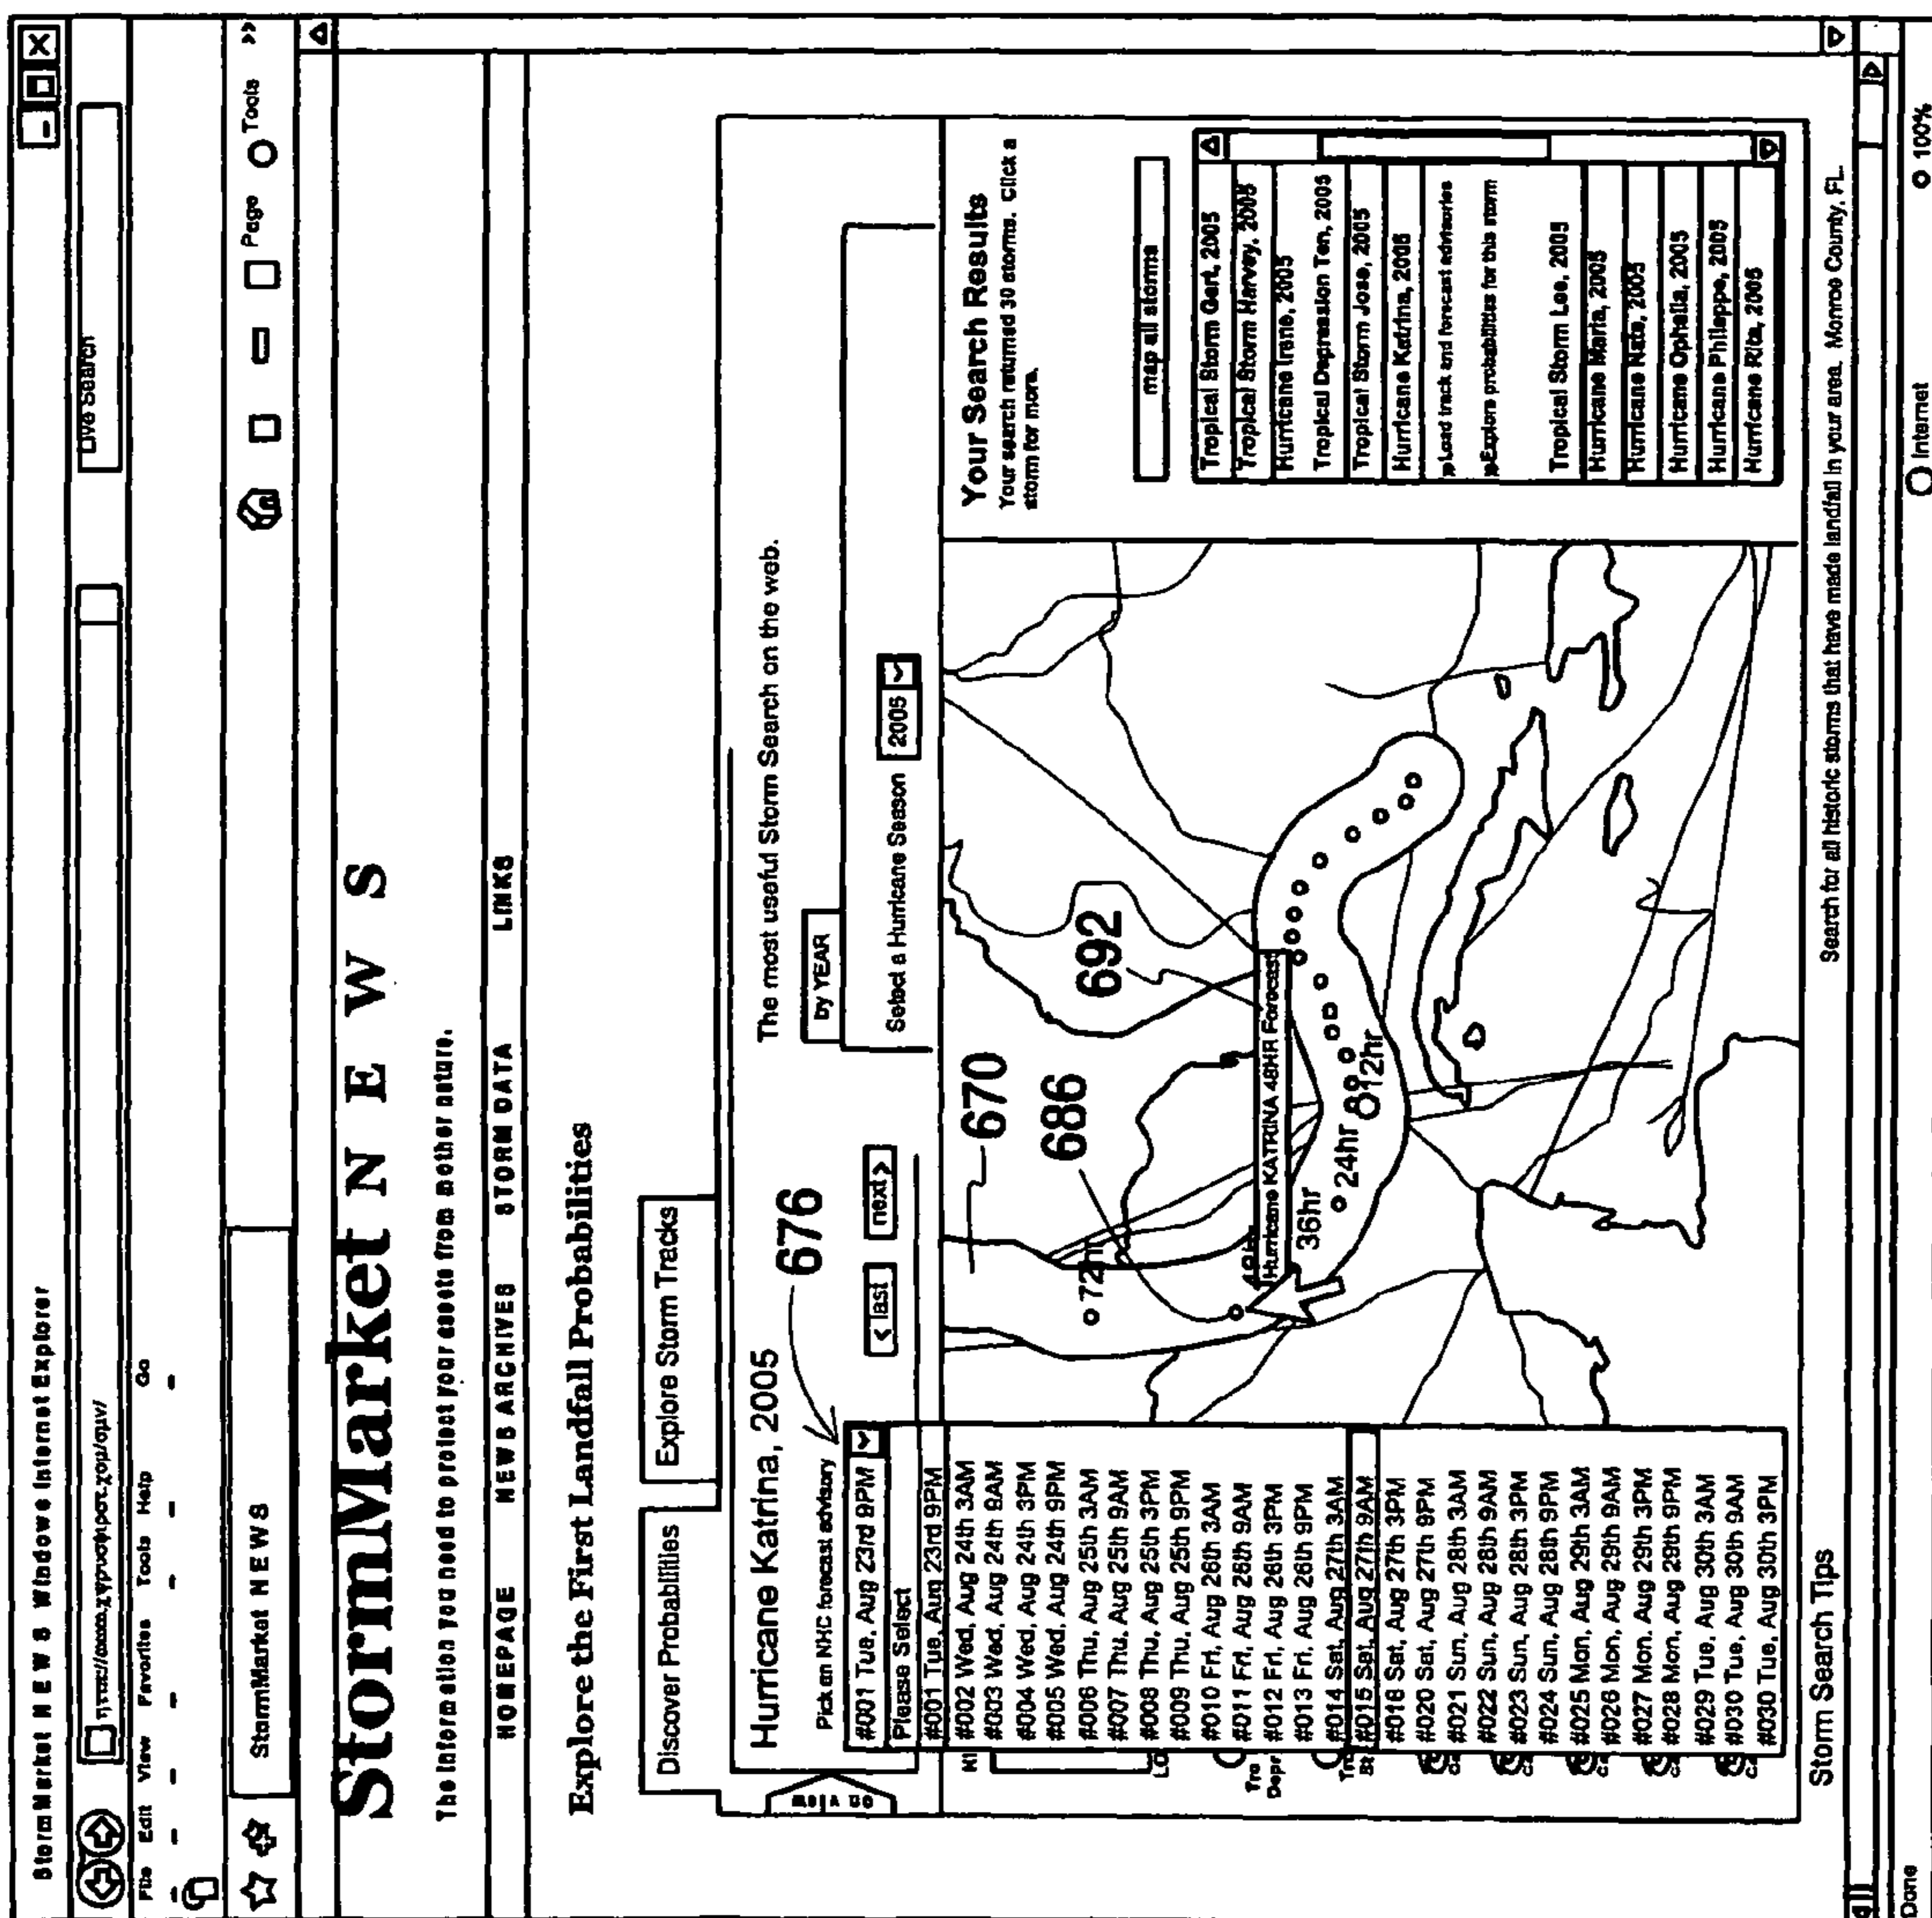 StormMarket N E W S Windows Internet Explorer
Live Search
File Edit View Favorites Tools Help Go
StormMarket NEWS
Page Tools »
StormMarket N E W S
The information you need to protect your assets from mother nature.
HOMEPAGE NEWS ARCHIVES STORM DATA LINKS
Explore the First Landfall Probabilities
Discover Probabilities Explore Storm Tracks
Hurricane Katrina, 2005
676
The most useful Storm Search on the web.
Pick an NHC forecast advisory
by YEAR
#001 Tue, Aug 23rd 9PM
< last next >
Select a Hurricane Season 2005
Please Select
#001 Tue, Aug 23rd 9PM
#002 Wed, Aug 24th 3AM
#003 Wed, Aug 24th 9AM
#004 Wed, Aug 24th 3PM
#005 Wed, Aug 24th 9PM
#006 Thu, Aug 25th 3AM
#007 Thu, Aug 25th 9AM
#008 Thu, Aug 25th 3PM
#009 Thu, Aug 25th 9PM
#010 Fri, Aug 26th 3AM
#011 Fri, Aug 26th 9AM
#012 Fri, Aug 26th 3PM
#013 Fri, Aug 26th 9PM
#014 Sat, Aug 27th 3AM
#015 Sat, Aug 27th 9AM
#016 Sat, Aug 27th 3PM
#020 Sat, Aug 27th 9PM
#021 Sun, Aug 28th 3AM
#022 Sun, Aug 28th 9AM
#023 Sun, Aug 28th 3PM
#024 Sun, Aug 28th 9PM
#025 Mon, Aug 29th 3AM
#026 Mon, Aug 29th 9AM
#027 Mon, Aug 29th 3PM
#028 Mon, Aug 29th 9PM
#029 Tue, Aug 30th 3AM
#030 Tue, Aug 30th 9AM
#030 Tue, Aug 30th 3PM
670
686
692
72h
Hurricane KATRINA 48HR Forecast
36hr
24hr
12hr
Your Search Results
Your search returned 30 storms. Click a
storm for more.
map all storms
Tropical Storm Gert, 2005
Tropical Storm Harvey, 2005
Hurricane Irene, 2005
Tropical Depression Ten, 2005
Tropical Storm Jose, 2005
Hurricane Katrina, 2005
»Load track and forecast advisories
»Explore probabilities for this storm
Tropical Storm Lee, 2005
Hurricane Maria, 2005
Hurricane Nate, 2005
Hurricane Ophelia, 2005
Hurricane Philippe, 2005
Hurricane Rita, 2005
Storm Search Tips
Search for all historic storms that have made landfall in your area. Monroe County, FL.
Done
Internet
100%